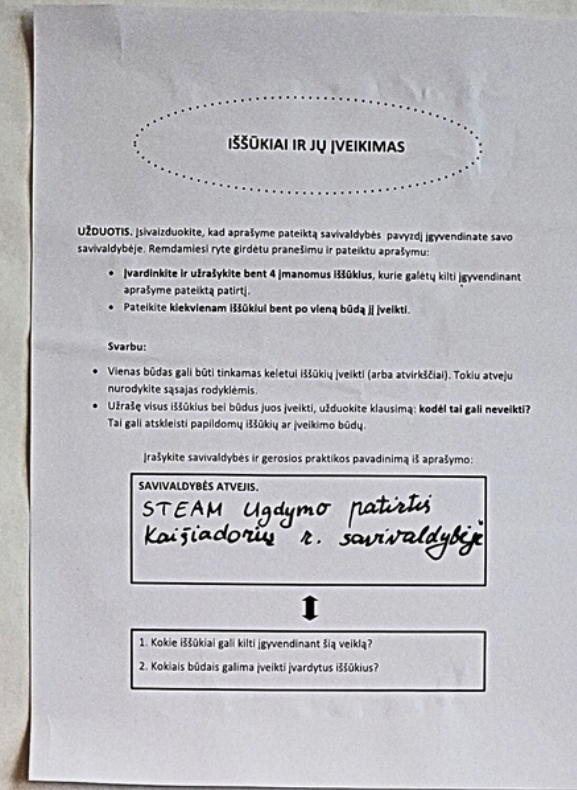 IŠŠŪKIAI IR JŲ ĮVEIKIMAS
UŽDUOTIS. Įsivaizduokite, kad aprašyme pateiktą savivaldybės pavyzdį įgyvendinate savo
savivaldybėje. Remdamiesi ryte girdėtu pranešimu ir pateiktu aprašymu:
• Įvardinkite ir užrašykite bent 4 įmanomus iššūkius, kurie galėtų kilti įgyvendinant
aprašyme pateiktą patirtį.
• Pateikite kiekvienam iššūkiui bent po vieną būdą jį įveikti.
Svarbu:
• Vienas būdas gali būti tinkamas keletui iššūkių įveikti (arba atvirkščiai). Tokiu atveju
nurodykite sąsajas rodyklėmis.
• Užrašę visus iššūkius bei būdus juos įveikti, užduokite klausimą: kodėl tai gali neveikti?
Tai gali atskleisti papildomų iššūkių ar įveikimo būdų.
Įrašykite savivaldybės ir gerosios praktikos pavadinimą iš aprašymo:
SAVIVALDYBĖS ATVEJIS.
STEAM Ugdymo patirtis
Kaišiadorių r. savivaldybėje
1. Kokie iššūkiai gali kilti įgyvendinant šią veiklą?
2. Kokiais būdais galima įveikti įvardytus iššūkius?